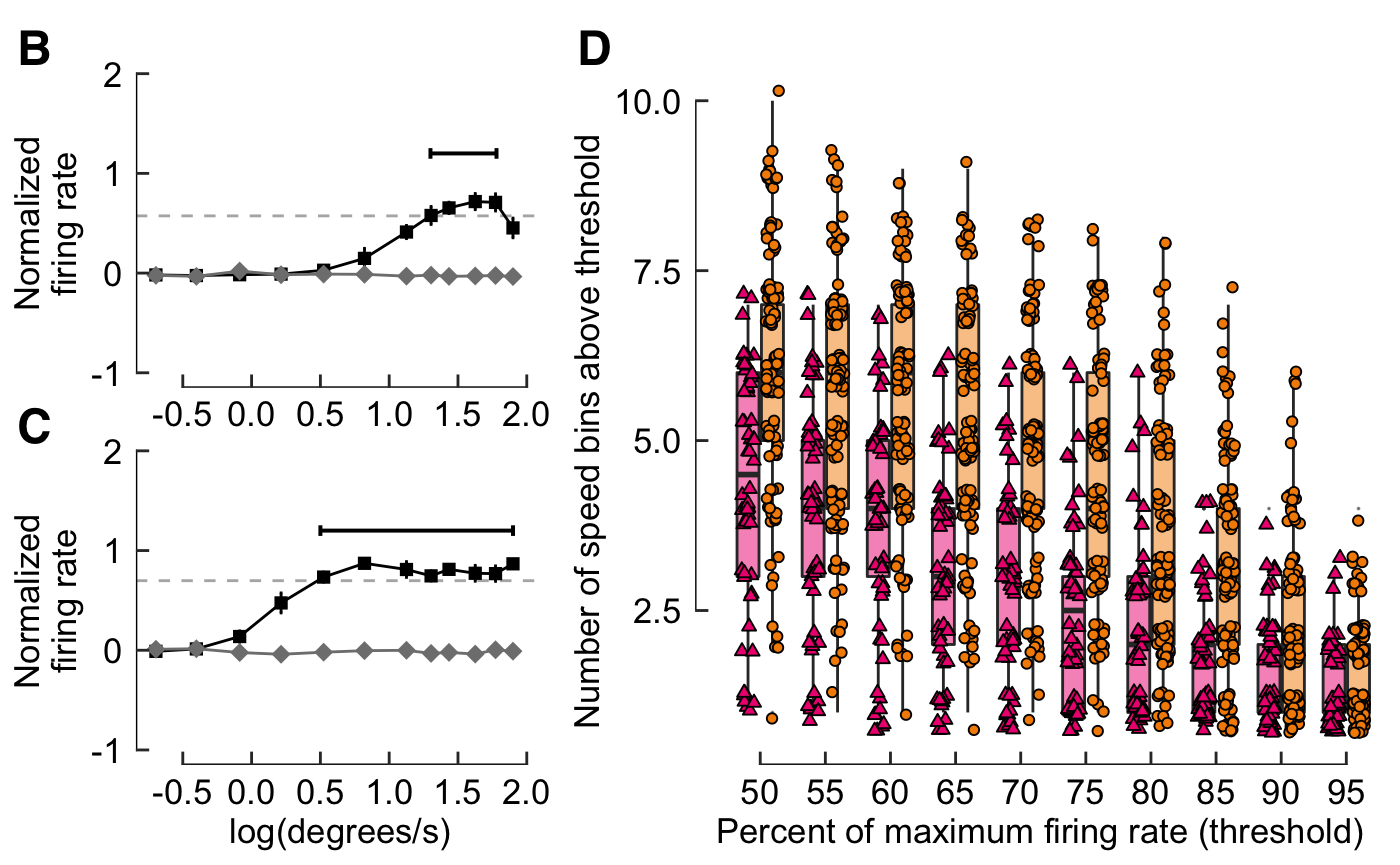 B
2
1
0
-1
Normalized
firing rate
-0.5 0.0 0.5 1.0 1.5 2.0
C
2
1
0
-1
Normalized
firing rate
-0.5 0.0 0.5 1.0 1.5 2.0
log(degrees/s)
D
10.0
7.5
5.0
2.5
Number of speed bins above threshold
50 55 60 65 70 75 80 85 90 95
Percent of maximum firing rate (threshold)